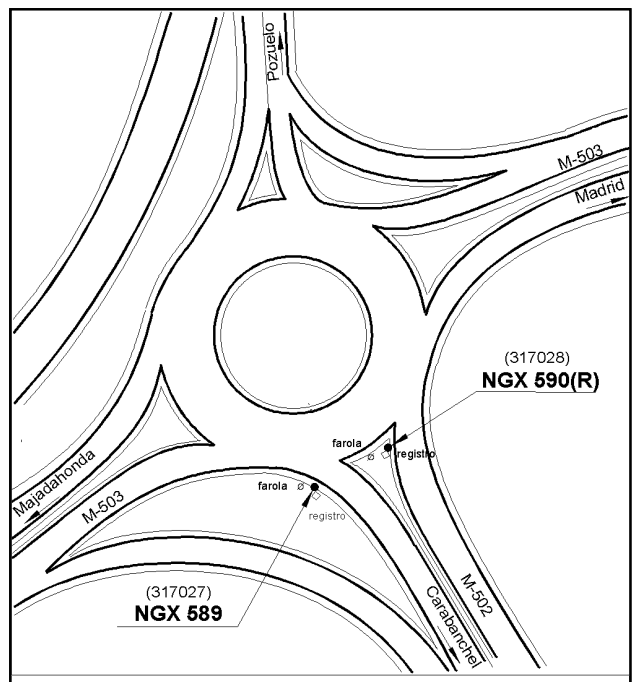 Pozuelo
M-503
Madrid
(317028)
NGX 590(R)
farola
registro
Majadahonda
M-503
farola
registro
(317027)
NGX 589
Carabanchel
M-502